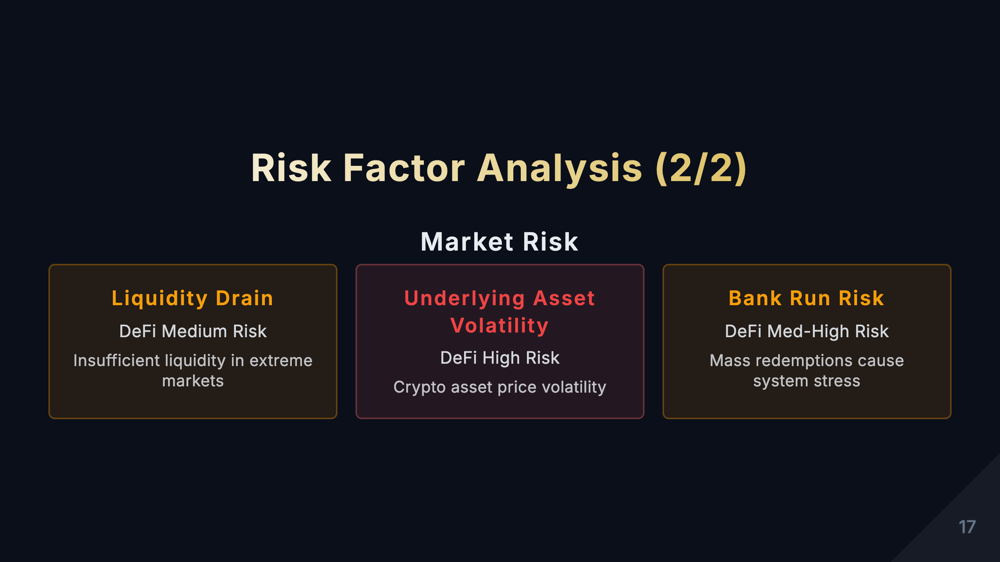 Risk Factor Analysis (2/2)
Market Risk
Liquidity Drain
DeFi Medium Risk
Insufficient liquidity in extreme
markets
Underlying Asset
Volatility
DeFi High Risk
Crypto asset price volatility
Bank Run Risk
DeFi Med-High Risk
Mass redemptions cause
system stress
17